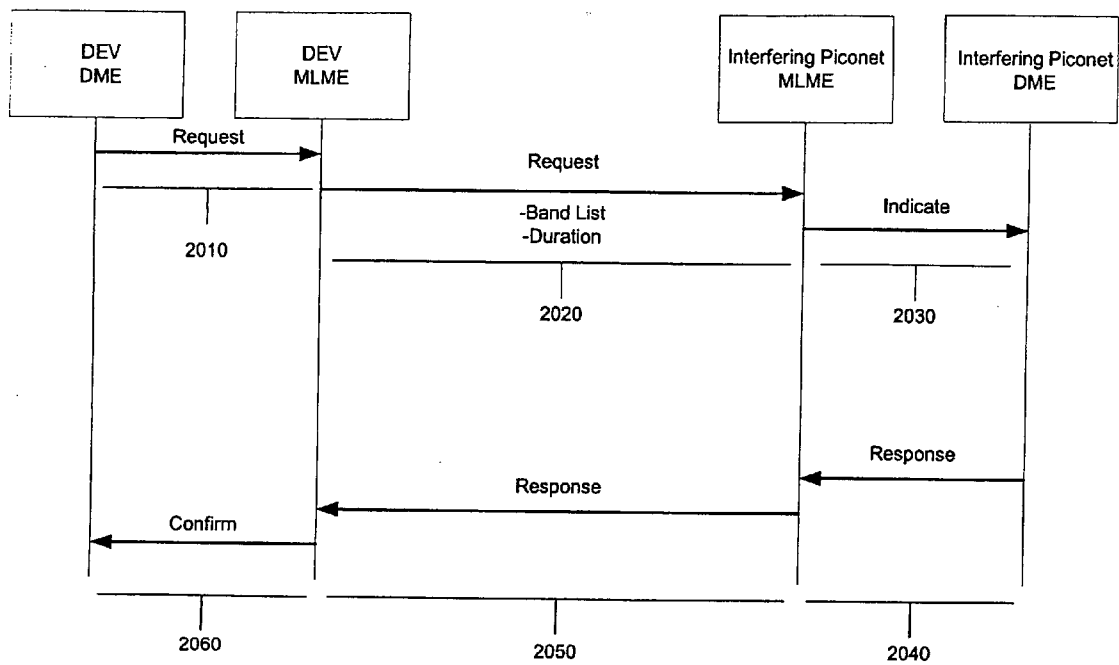 DEV
DME
DEV
MLME
Interfering Piconet
MLME
Interfering Piconet
DME
Request
Request
-Band List
-Duration
Indicate
2010
2020
2030
Response
Response
Confirm
2060
2050
2040